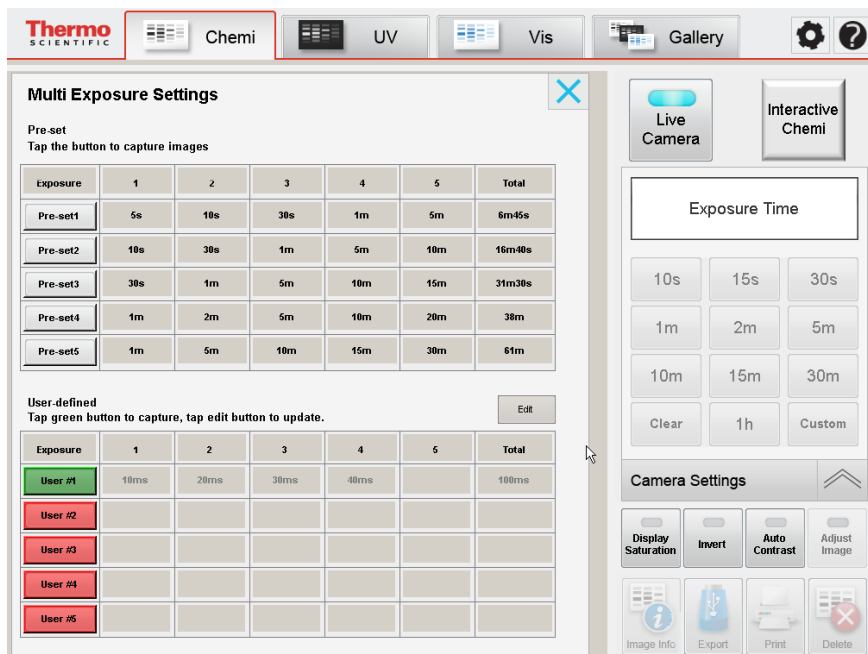 Thermo
SCIENTIFIC
Chemi
UV
Vis
Gallery
?
Multi Exposure Settings
Pre-set
Tap the button to capture images
Exposure 1 2 3 4 5 Total
Pre-set1 5s 10s 30s 1m 5m 6m45s
Pre-set2 10s 30s 1m 5m 10m 16m40s
Pre-set3 30s 1m 5m 10m 15m 31m30s
Pre-set4 1m 2m 5m 10m 20m 38m
Pre-set5 1m 5m 10m 15m 30m 61m
User-defined
Tap green button to capture, tap edit button to update.
Edit
Exposure 1 2 3 4 5 Total
User #1 10ms 20ms 30ms 40ms 100ms
User #2
User #3
User #4
User #5
Live
Camera
Interactive
Chemi
Exposure Time
10s 15s 30s
1m 2m 5m
10m 15m 30m
Clear 1h Custom
Camera Settings
Display
Saturation
Invert
Auto
Contrast
Adjust
Image
Image Info Export Print Delete